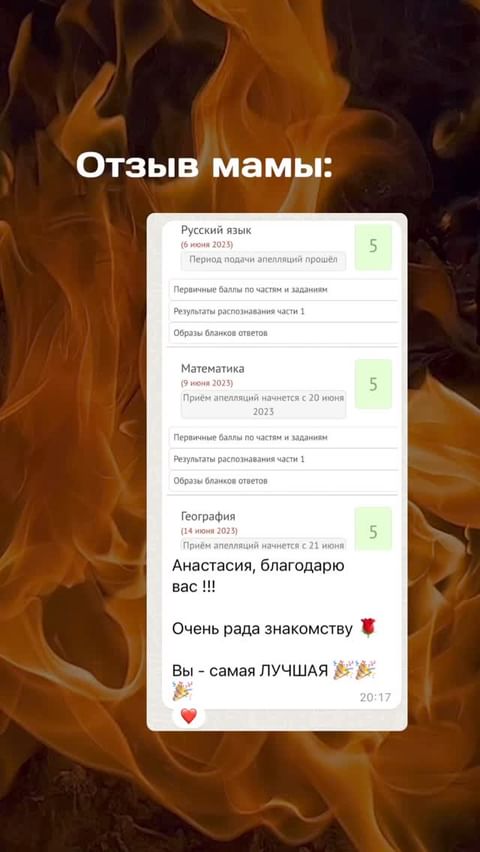 Отзыв мамы:
Русский язык
(6 июня 2023)
5
Период подачи апелляций прошёл
Первичные баллы по частям и заданиям
Результаты распознавания части 1
Образы бланков ответов
Математика
(9 июня 2023)
5
Приём апелляций начнется с 20 июня
2023
Первичные баллы по частям и заданиям
Результаты распознавания части 1
Образы бланков ответов
География
(14 июня 2023)
5
Приём апелляций начнется с 21 июня
Анастасия, благодарю
вас !!!
Очень рада знакомству 🌹
Вы - самая ЛУЧШАЯ 🎉🎉
🎉
20:17
❤️